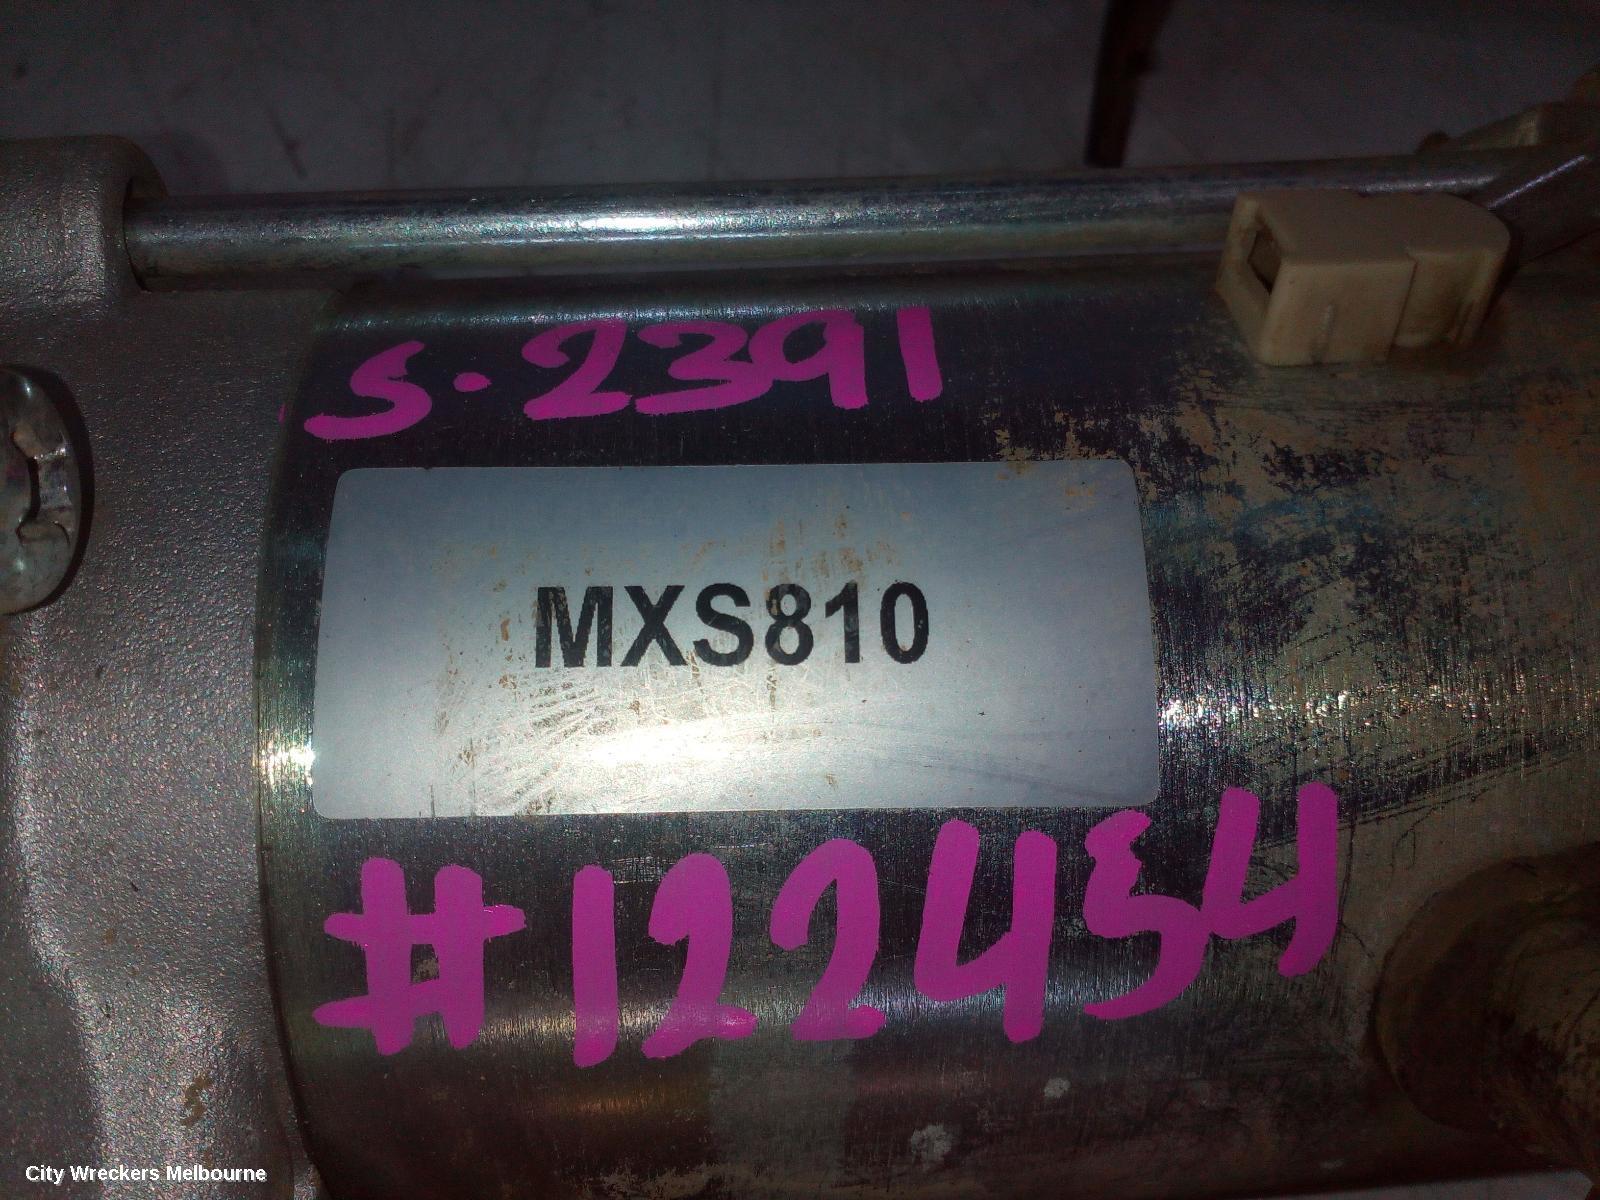 S.2391
MXS810
#122454
City Wreckers Melbourne